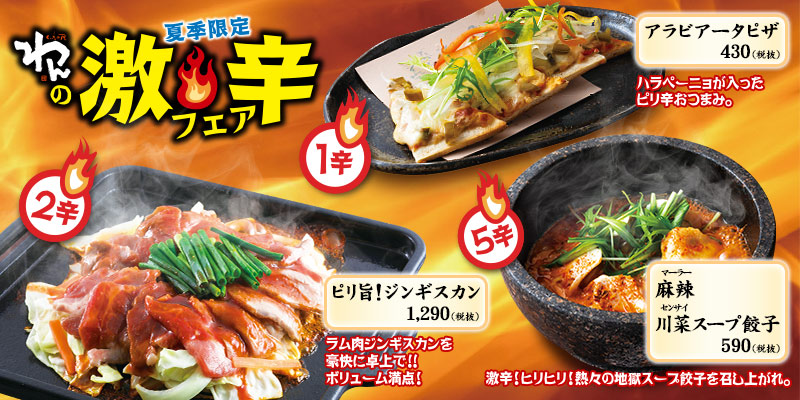 夏季限定
わんの
激辛
フェア
アラビアータピザ
430(税抜)
ハラペーニョが入った
ピリ辛おつまみ。
1辛
2辛
ピリ旨!ジンギスカン
1,290(税抜)
ラム肉ジンギスカンを
豪快に卓上で!!
ボリューム満点!
5辛
マーラー
麻辣
センサイ
川菜スープ餃子
590(税抜)
激辛!ヒリヒリ!熱々の地獄スープ餃子を召し上がれ。